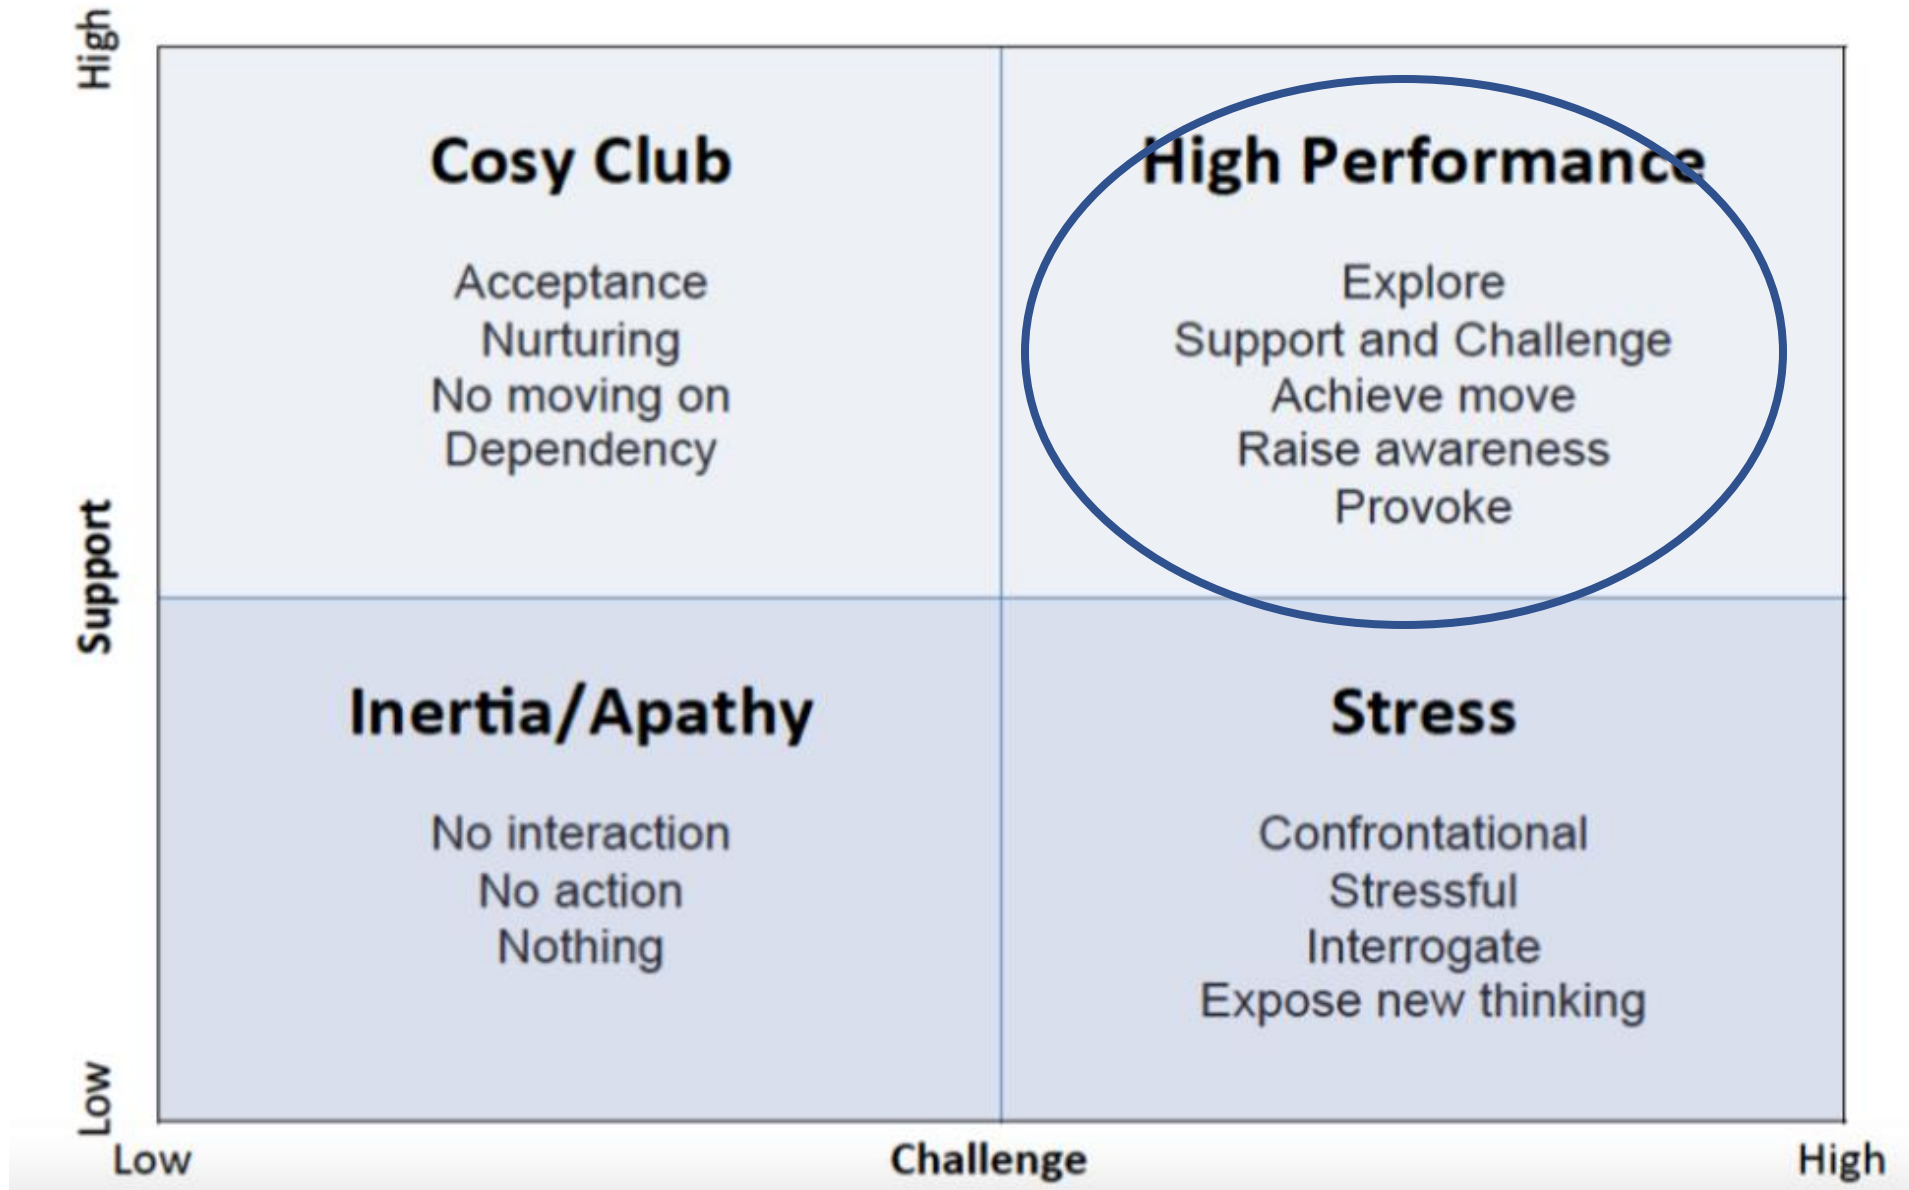 High
Cosy Club
Acceptance
Nurturing
No moving on
Dependency
High Performance
Explore
Support and Challenge
Achieve move
Raise awareness
Provoke
Support
Inertia/Apathy
No interaction
No action
Nothing
Stress
Confrontational
Stressful
Interrogate
Expose new thinking
Low
Low
Challenge
High